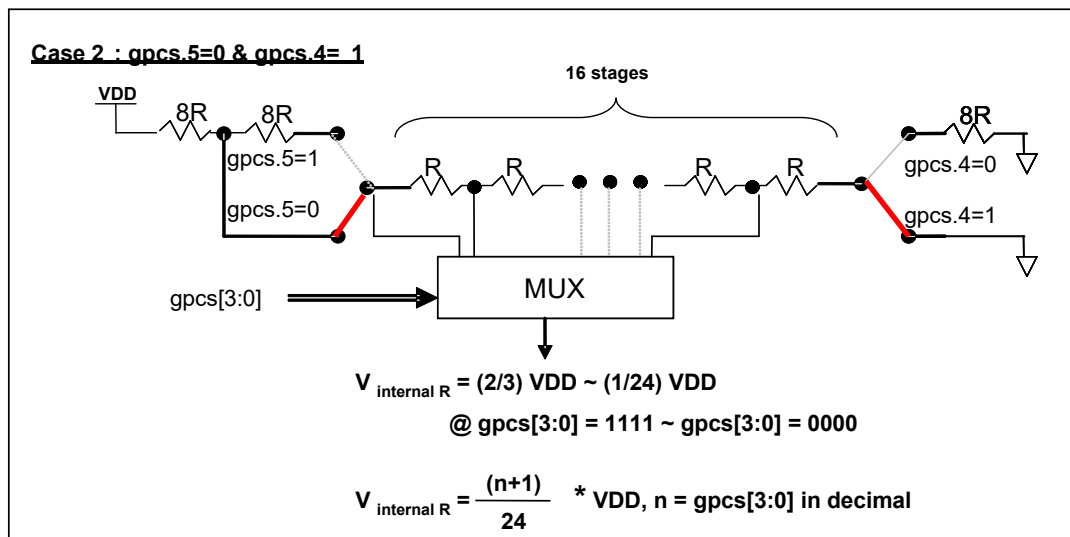 Case 2 : gpcs.5=0 & gpcs.4= 1
16 stages
VDD
8R
8R
8R
gpcs.5=1
gpcs.4=0
R
R
R
R
gpcs.5=0
gpcs.4=1
MUX
gpcs[3:0]
V internal R = (2/3) VDD ~ (1/24) VDD
@ gpcs[3:0] = 1111 ~ gpcs[3:0] = 0000
V internal R = (n+1) / 24 * VDD, n = gpcs[3:0] in decimal